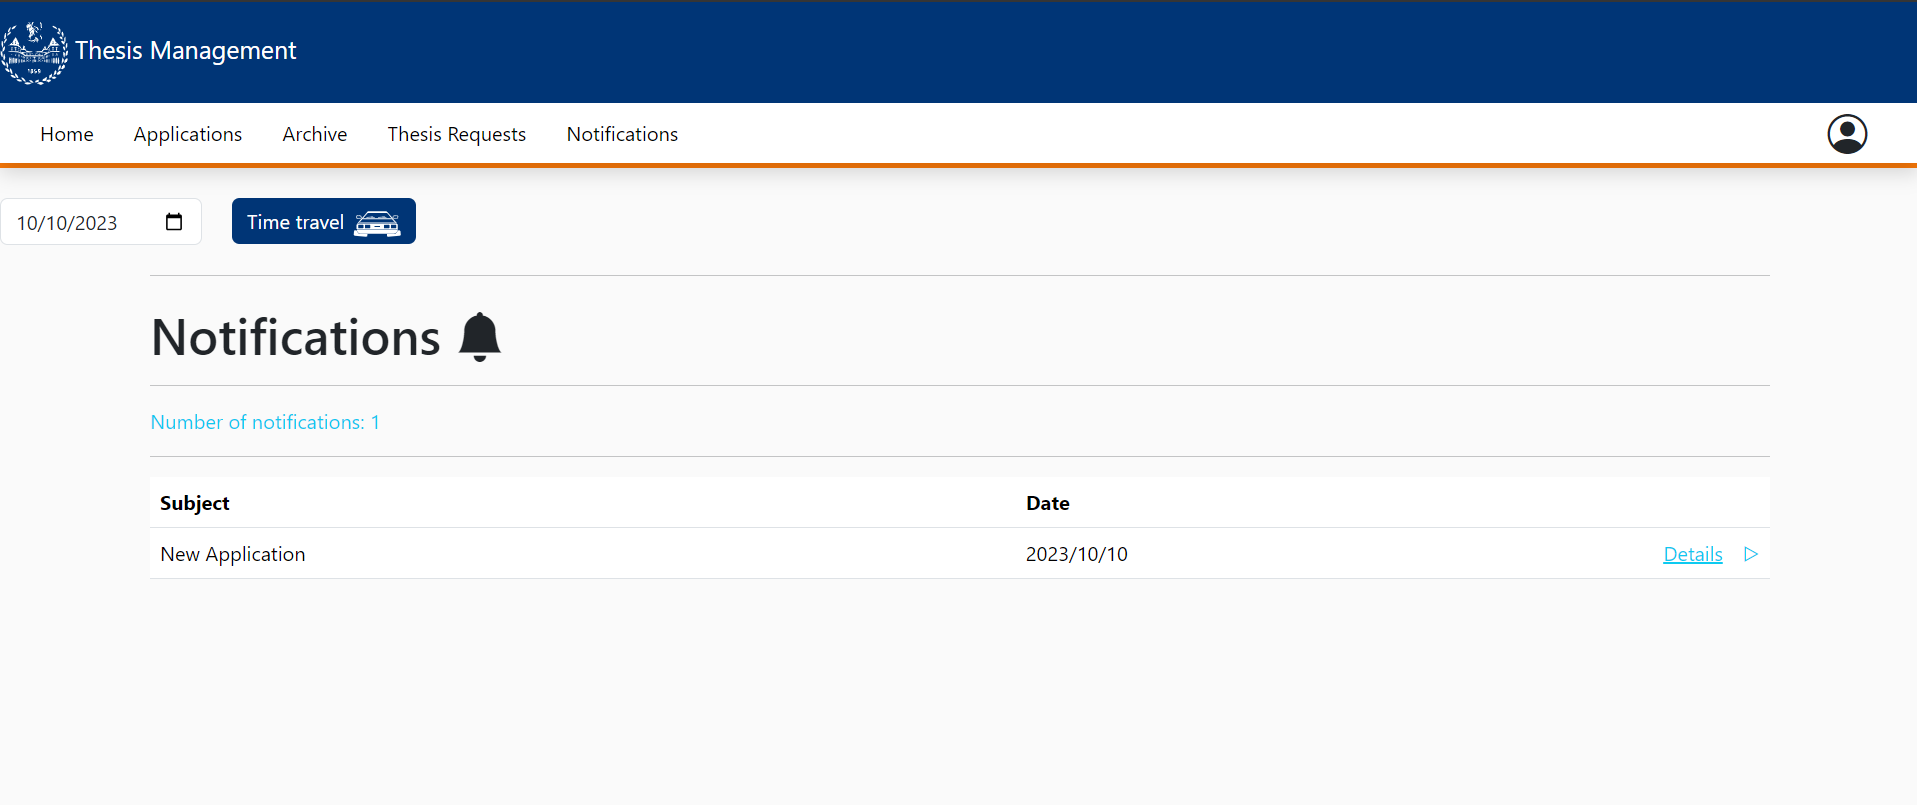 Thesis Management
1859
Home Applications Archive Thesis Requests Notifications
10/10/2023 Time travel
Notifications
Number of notifications: 1
Subject Date
New Application 2023/10/10 Details